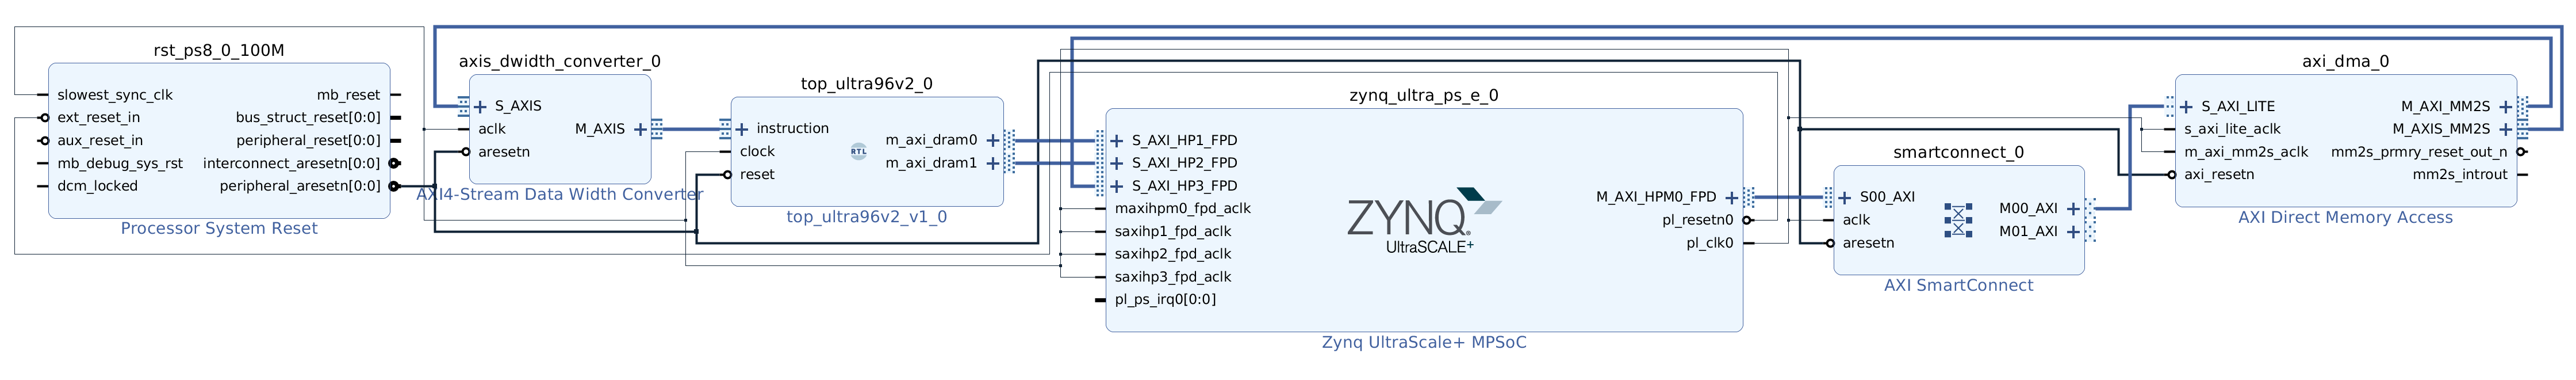 rst_ps8_0_100M
slowest_sync_clk
ext_reset_in
aux_reset_in
mb_debug_sys_rst
dcm_locked
mb_reset
bus_struct_reset[0:0]
peripheral_reset[0:0]
interconnect_aresetn[0:0]
peripheral_aresetn[0:0]
Processor System Reset
axis_dwidth_converter_0
S_AXIS
aclk
aresetn
M_AXIS
AXI4-Stream Data Width Converter
top_ultra96v2_0
instruction
clock
reset
RTL
m_axi_dram0
m_axi_dram1
top_ultra96v2_v1_0
zynq_ultra_ps_e_0
S_AXI_HP1_FPD
S_AXI_HP2_FPD
S_AXI_HP3_FPD
maxihpm0_fpd_aclk
saxihp1_fpd_aclk
saxihp2_fpd_aclk
saxihp3_fpd_aclk
pl_ps_irq0[0:0]
ZYNQ.
UltraSCALE+
M_AXI_HPM0_FPD
pl_resetn0
pl_clk0
Zynq UltraScale+ MPSoC
smartconnect_0
S00_AXI
aclk
aresetn
M00_AXI
M01_AXI
AXI SmartConnect
axi_dma_0
S_AXI_LITE
s_axi_lite_aclk
m_axi_mm2s_aclk
axi_resetn
M_AXI_MM2S
M_AXIS_MM2S
mm2s_prmry_reset_out_n
mm2s_introut
AXI Direct Memory Access